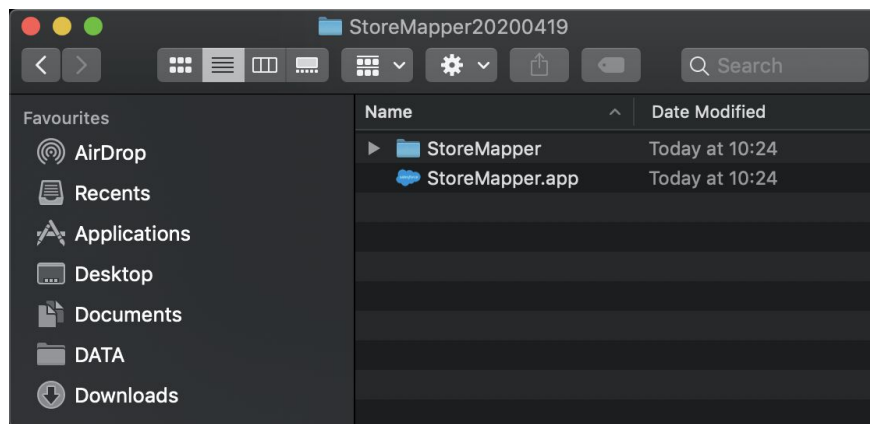 StoreMapper20200419
Search
Favourites
AirDrop
Recents
Applications
Desktop
Documents
DATA
Downloads
Name Date Modified
StoreMapper Today at 10:24
StoreMapper.app Today at 10:24